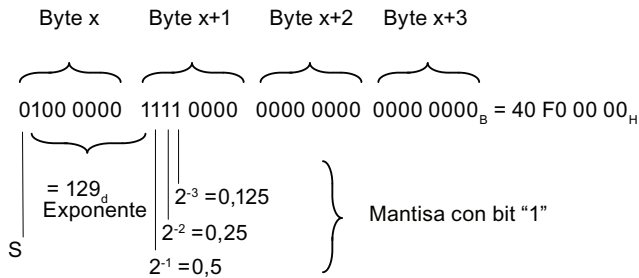 Byte x Byte x+1 Byte x+2 Byte x+3
0100 0000 1111 0000 0000 0000 0000 0000B = 40 F0 00 00H
= 129d
Exponente
2-3 =0,125
Mantisa con bit “1”
2-2 =0,25
S
2-1 =0,5